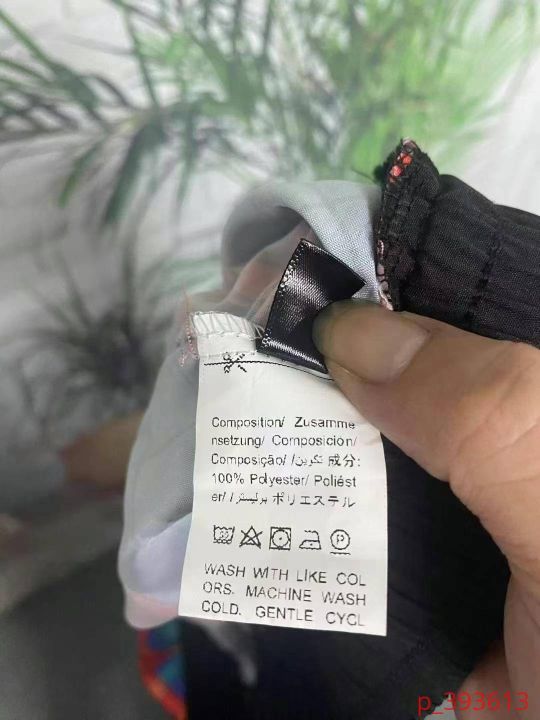 Composition/ Zusamme
nsetzung/ Composición/
Composição/ تكوين/ 成分:
100% Polyester/ Poliést
er/ بوليستر/ ポリエステル
WASH WITH LIKE COL
ORS. MACHINE WASH
COLD. GENTLE CYCL
p_393613